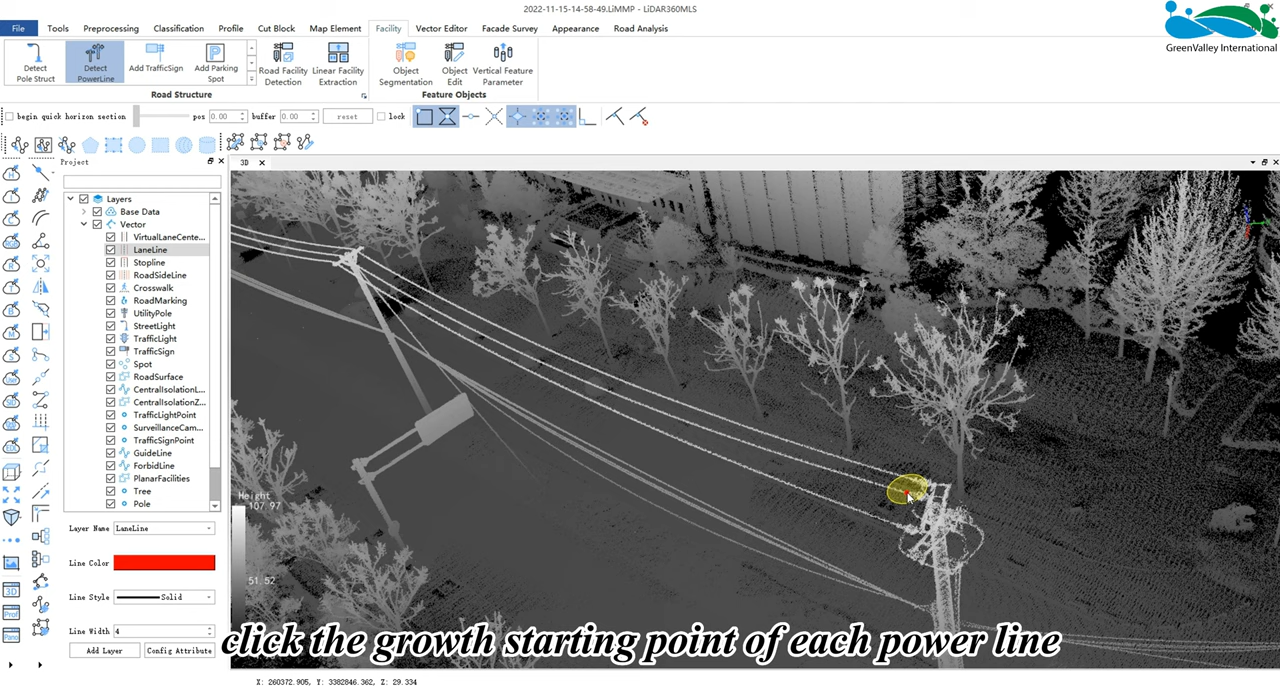 2022-11-15-14-58-49.LiMMP - LiDAR360MLS
GreenValley International
File Tools Preprocessing Classification Profile Cut Block Map Element Facility Vector Editor Facade Survey Appearance Road Analysis
Detect Pole Struct
Detect PowerLine
Add TrafficSign
Add Parking Spot
Road Facility Detection
Linear Facility Extraction
Object Segmentation
Object Edit
Vertical Feature Parameter
Road Structure
Feature Objects
begin quick horizon section pos 0.00 buffer 0.00 reset lock
Project
3D
Layers
Base Data
Vector
VirtualLaneCente...
LaneLine
Stopline
RoadSideLine
Crosswalk
RoadMarking
UtilityPole
StreetLight
TrafficLight
TrafficSign
Spot
RoadSurface
CentralIsolationL...
CentralIsolationZ...
TrafficLightPoint
SurveillanceCam...
TrafficSignPoint
GuideLine
ForbidLine
PlanarFacilities
Tree
Pole
Layer Name LaneLine
Line Color
Line Style Solid
Line Width 4
Add Layer Config Attribute
Height
107.97
51.52
click the growth starting point of each power line
X: 260372.905, Y: 3382846.362, Z: 29.334